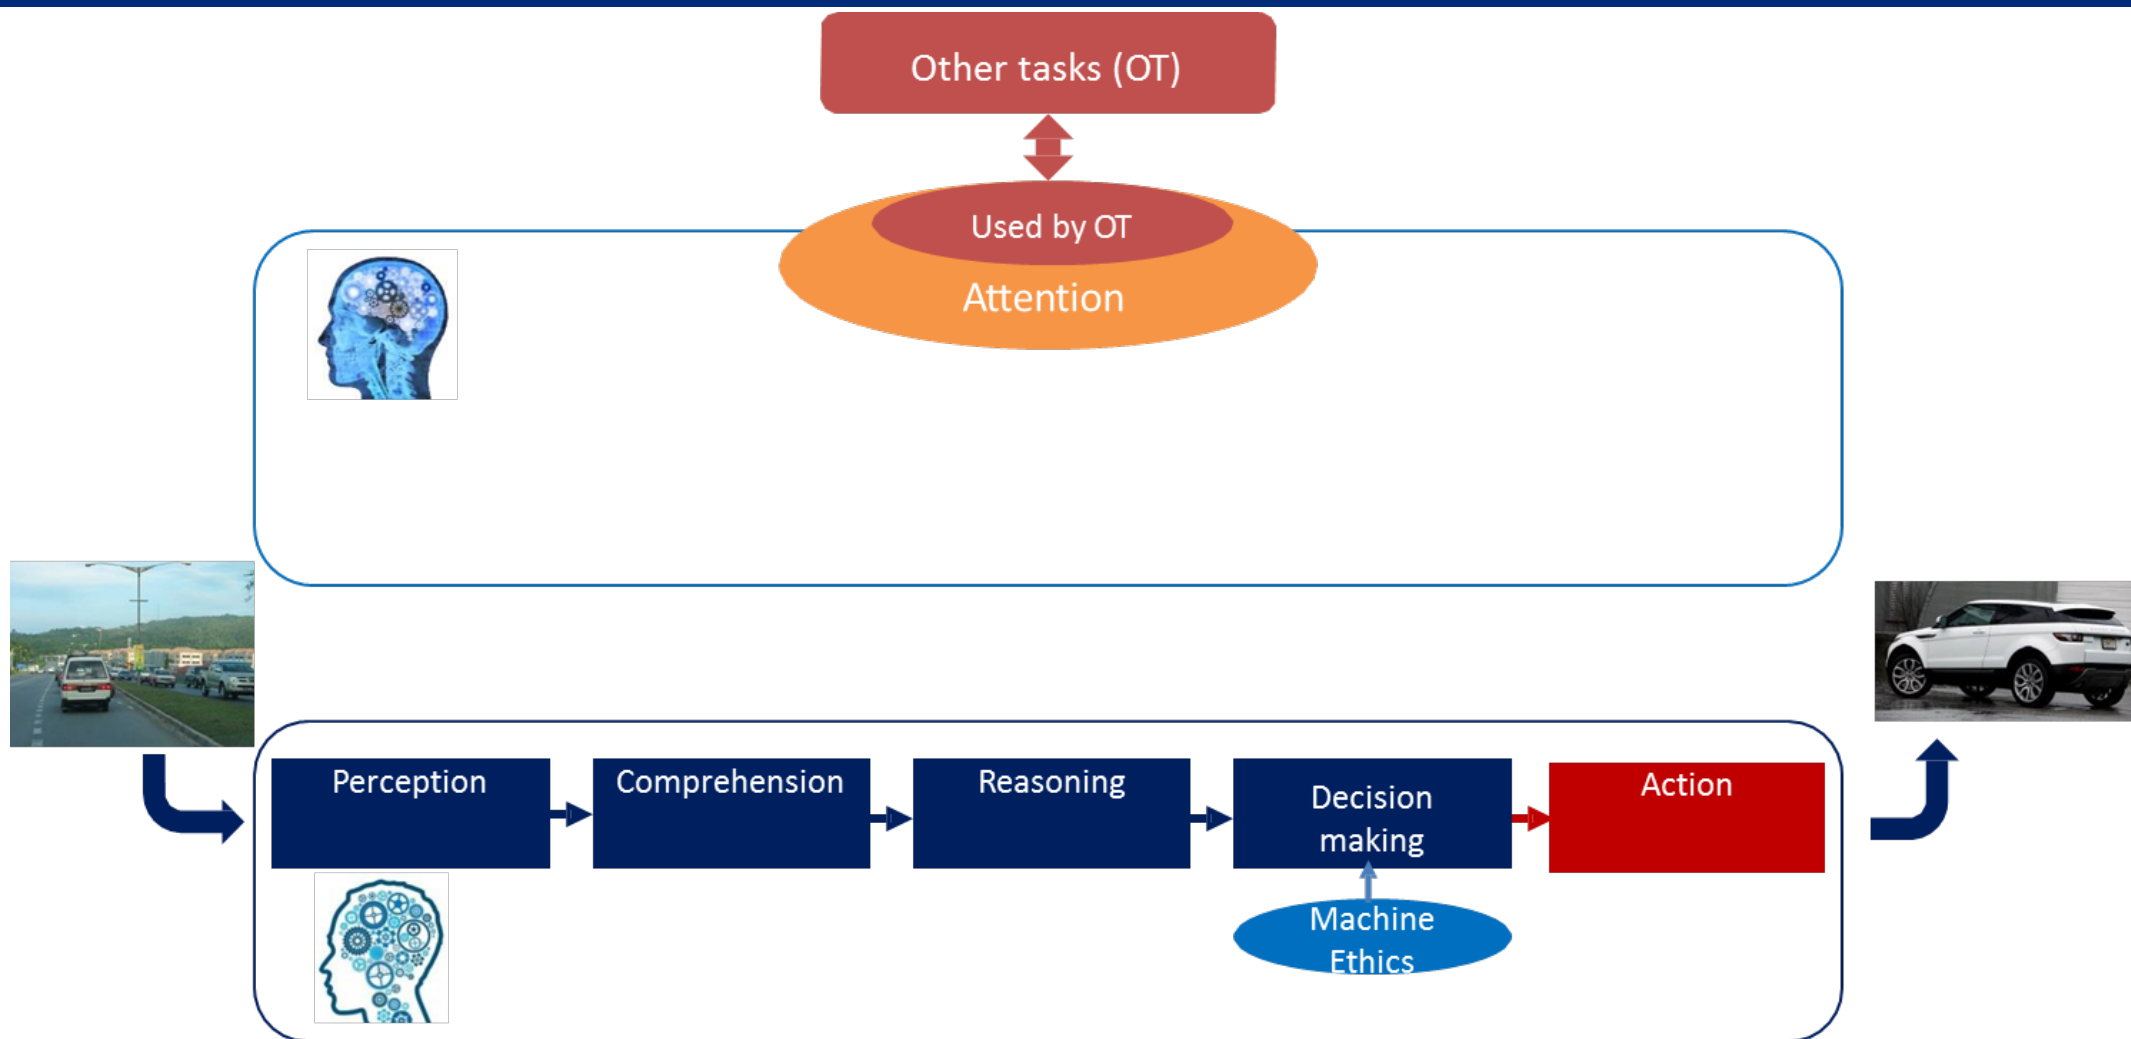 Other tasks (OT)
Used by OT
Attention
Perception
Comprehension
Reasoning
Decision
making
Action
Machine
Ethics